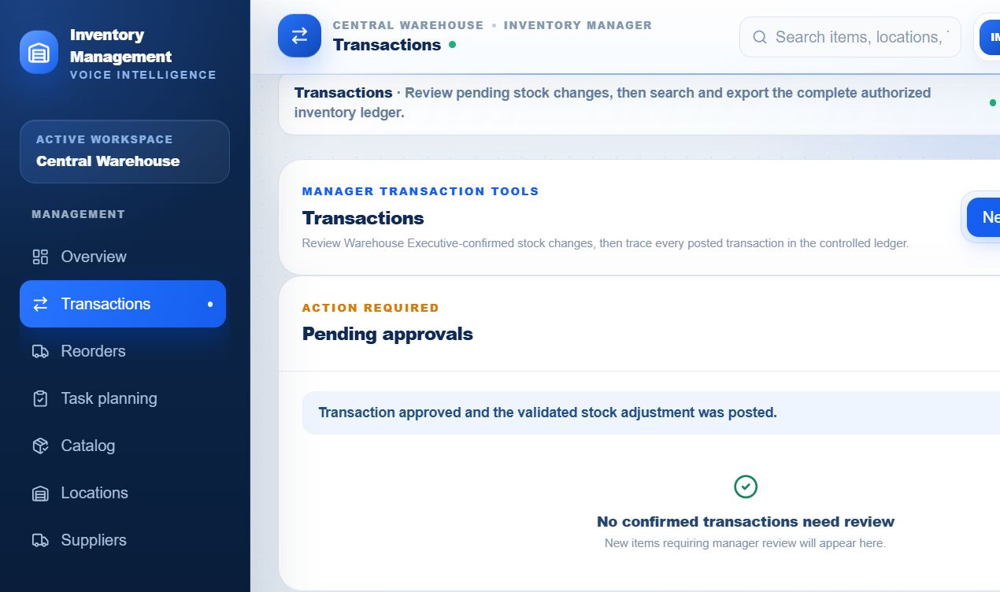 Inventory
Management
VOICE INTELLIGENCE
ACTIVE WORKSPACE
Central Warehouse
MANAGEMENT
Overview
Transactions
Reorders
Task planning
Catalog
Locations
Suppliers
CENTRAL WAREHOUSE • INVENTORY MANAGER
Transactions
Search items, locations,
Transactions · Review pending stock changes, then search and export the complete authorized
inventory ledger.
MANAGER TRANSACTION TOOLS
Transactions
Review Warehouse Executive-confirmed stock changes, then trace every posted transaction in the controlled ledger.
ACTION REQUIRED
Pending approvals
Transaction approved and the validated stock adjustment was posted.
No confirmed transactions need review
New items requiring manager review will appear here.